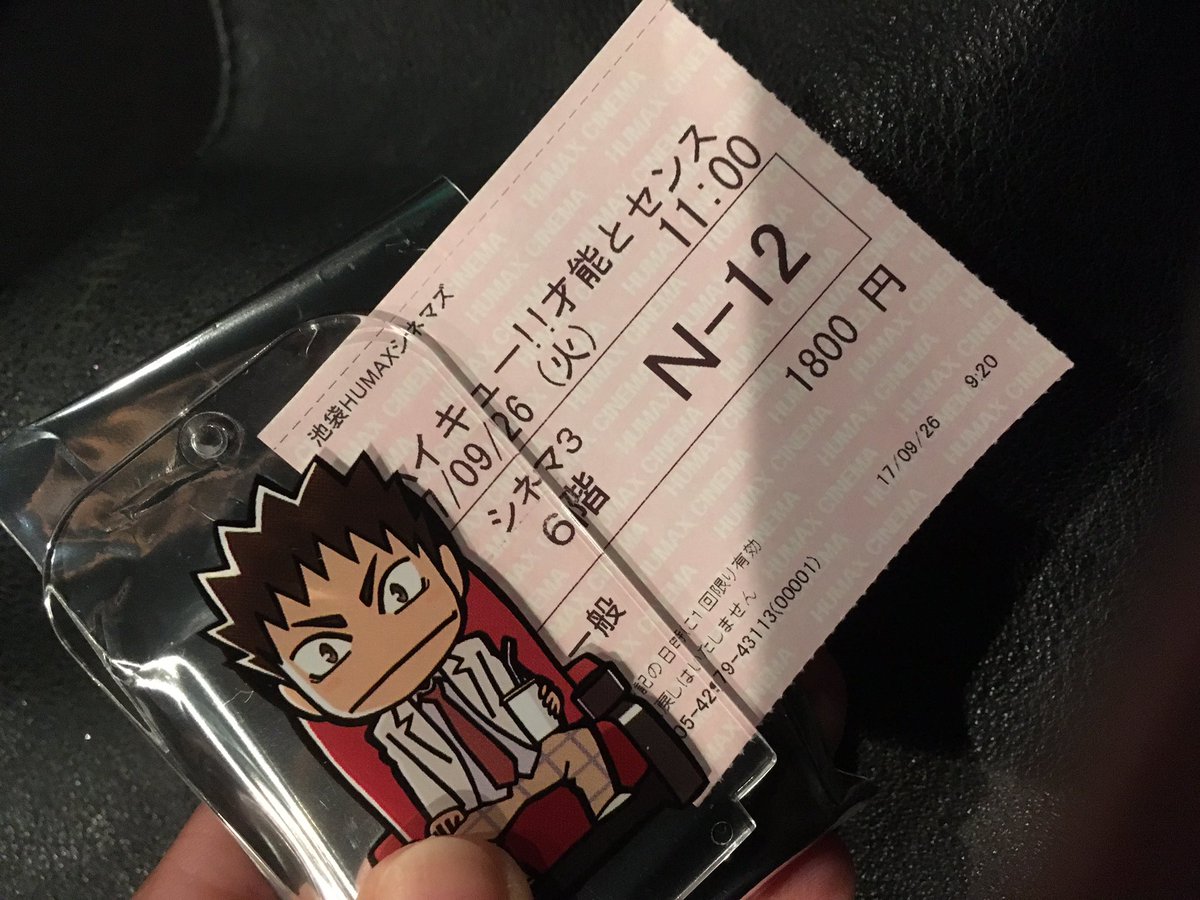 池袋HUMAXシネマズ
イキュー!!才能とセンス
/09/26 (火) 11:00
シネマ3
6階
N-12
一般
1800 円
17/09/26 9:20
記の日時に1回限り有効
戻しはいたしません
79-43113(00001)
HUMAX CINEMA